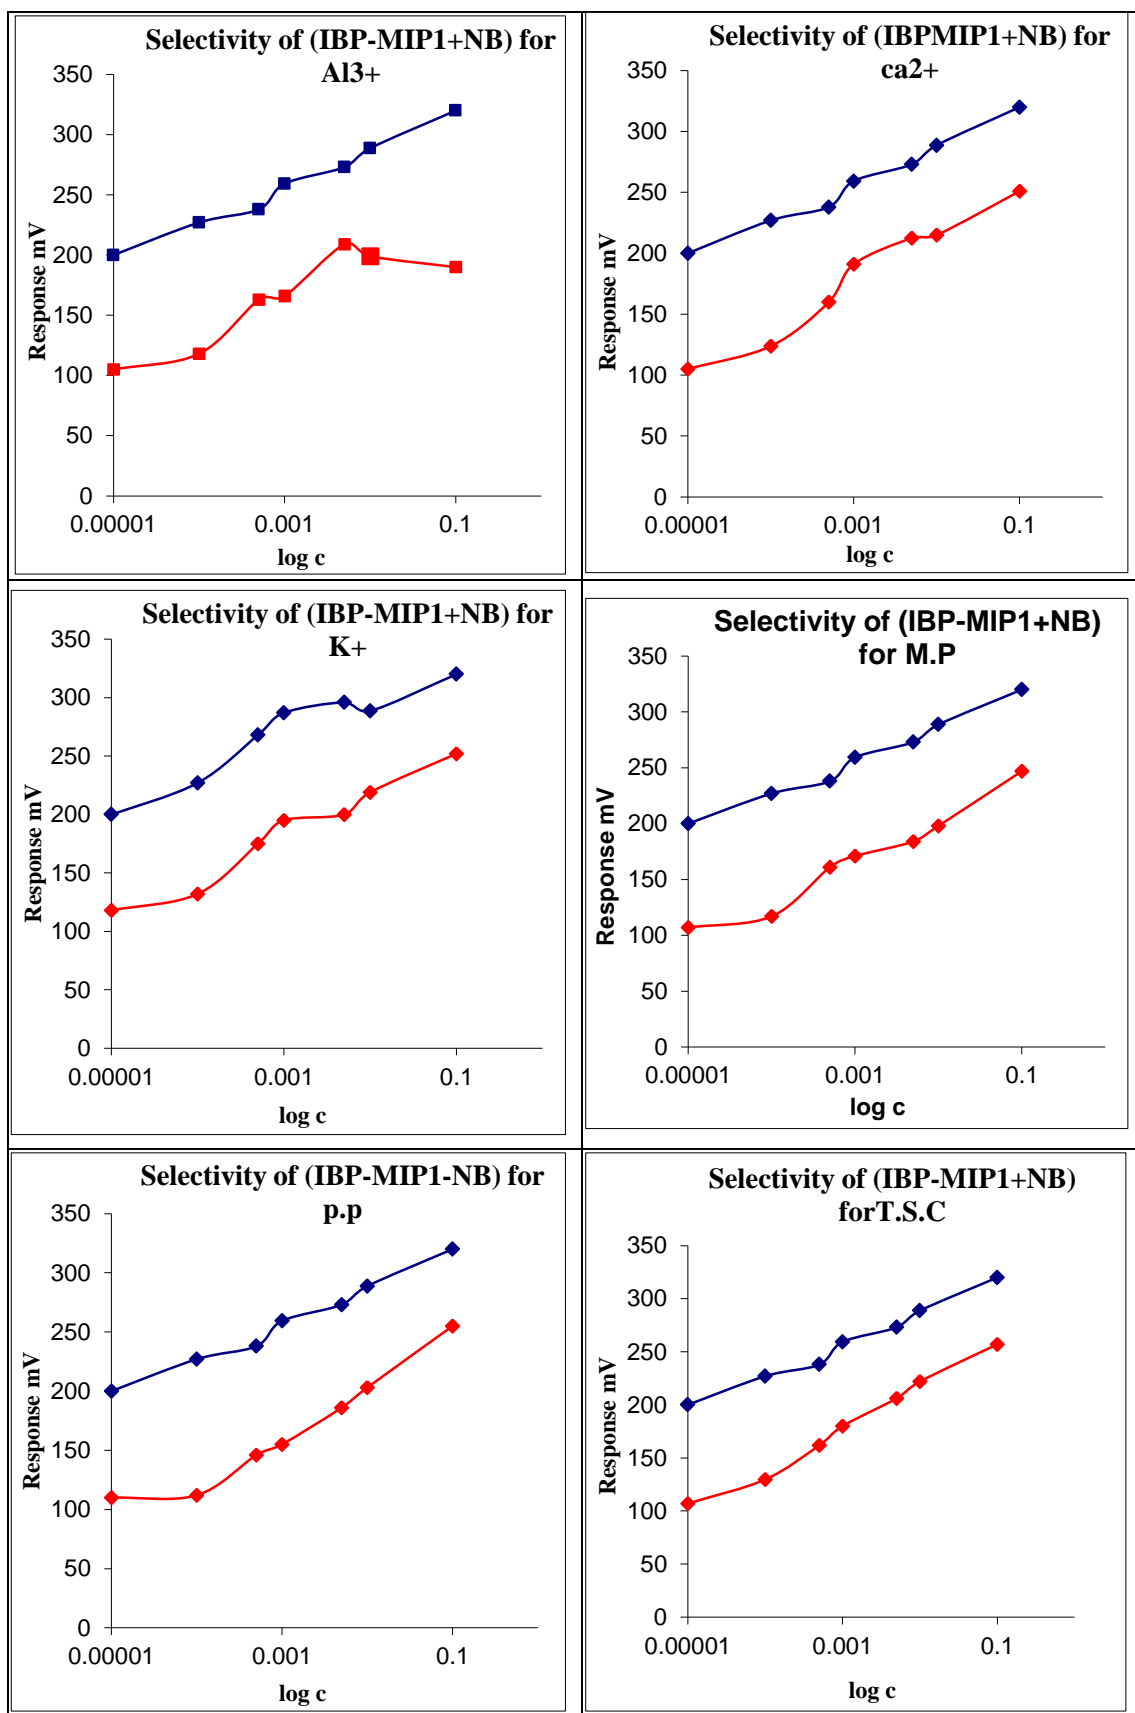 Selectivity of (IBP-MIP1+NB) for
Al3+
350
300
250
200
150
100
50
0
Response mV
0.00001
0.001
0.1
log c
Selectivity of (IBPMIP1+NB) for
ca2+
350
300
250
200
150
100
50
0
Response mV
0.00001
0.001
0.1
log c
Selectivity of (IBP-MIP1+NB) for
K+
350
300
250
200
150
100
50
0
Response mV
0.00001
0.001
0.1
log c
Selectivity of (IBP-MIP1+NB)
for M.P
350
300
250
200
150
100
50
0
Response mV
0.00001
0.001
0.1
log c
Selectivity of (IBP-MIP1-NB) for
p.p
350
300
250
200
150
100
50
0
Response mV
0.00001
0.001
0.1
log c
Selectivity of (IBP-MIP1+NB)
forT.S.C
350
300
250
200
150
100
50
0
Response mV
0.00001
0.001
0.1
log c